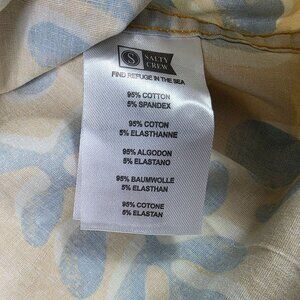 S
SALTY
CREW
FIND REFUGE IN THE SEA
95% COTTON
5% SPANDEX
95% COTON
5% ELASTHANNE
95% ALGODON
5% ELASTANO
95% BAUMWOLLE
5% ELASTHAN
95% COTONE
5% ELASTAN